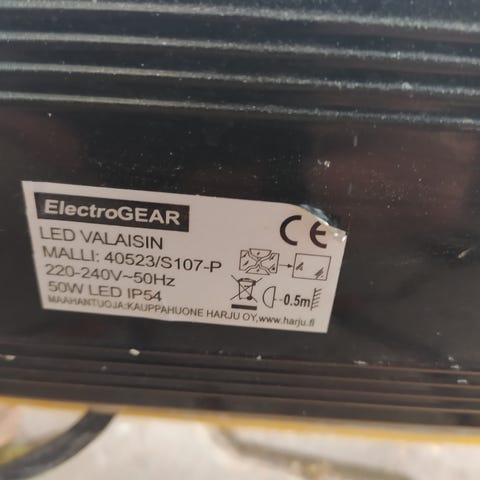 ElectroGEAR
CE
LED VALAISIN
MALLI: 40523/S107-P
220-240V~50Hz
50W LED IP54
0.5m
MAAHANTUOJA:KAUPPAHUONE HARJU OY,www.harju.fi